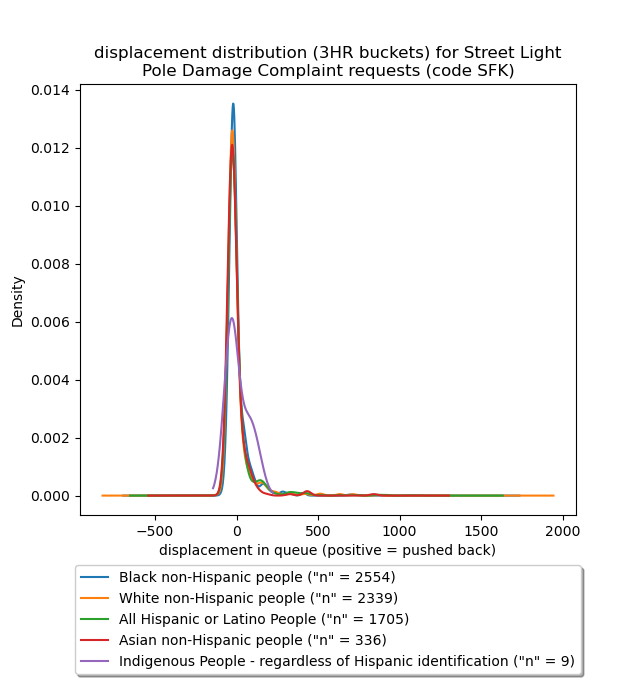 displacement distribution (3HR buckets) for Street Light
Pole Damage Complaint requests (code SFK)
0.014
0.012
0.010
0.008
0.006
0.004
0.002
0.000
Density
−500
0
500
1000
1500
2000
displacement in queue (positive = pushed back)
Black non-Hispanic people ("n" = 2554)
White non-Hispanic people ("n" = 2339)
All Hispanic or Latino People ("n" = 1705)
Asian non-Hispanic people ("n" = 336)
Indigenous People - regardless of Hispanic identification ("n" = 9)